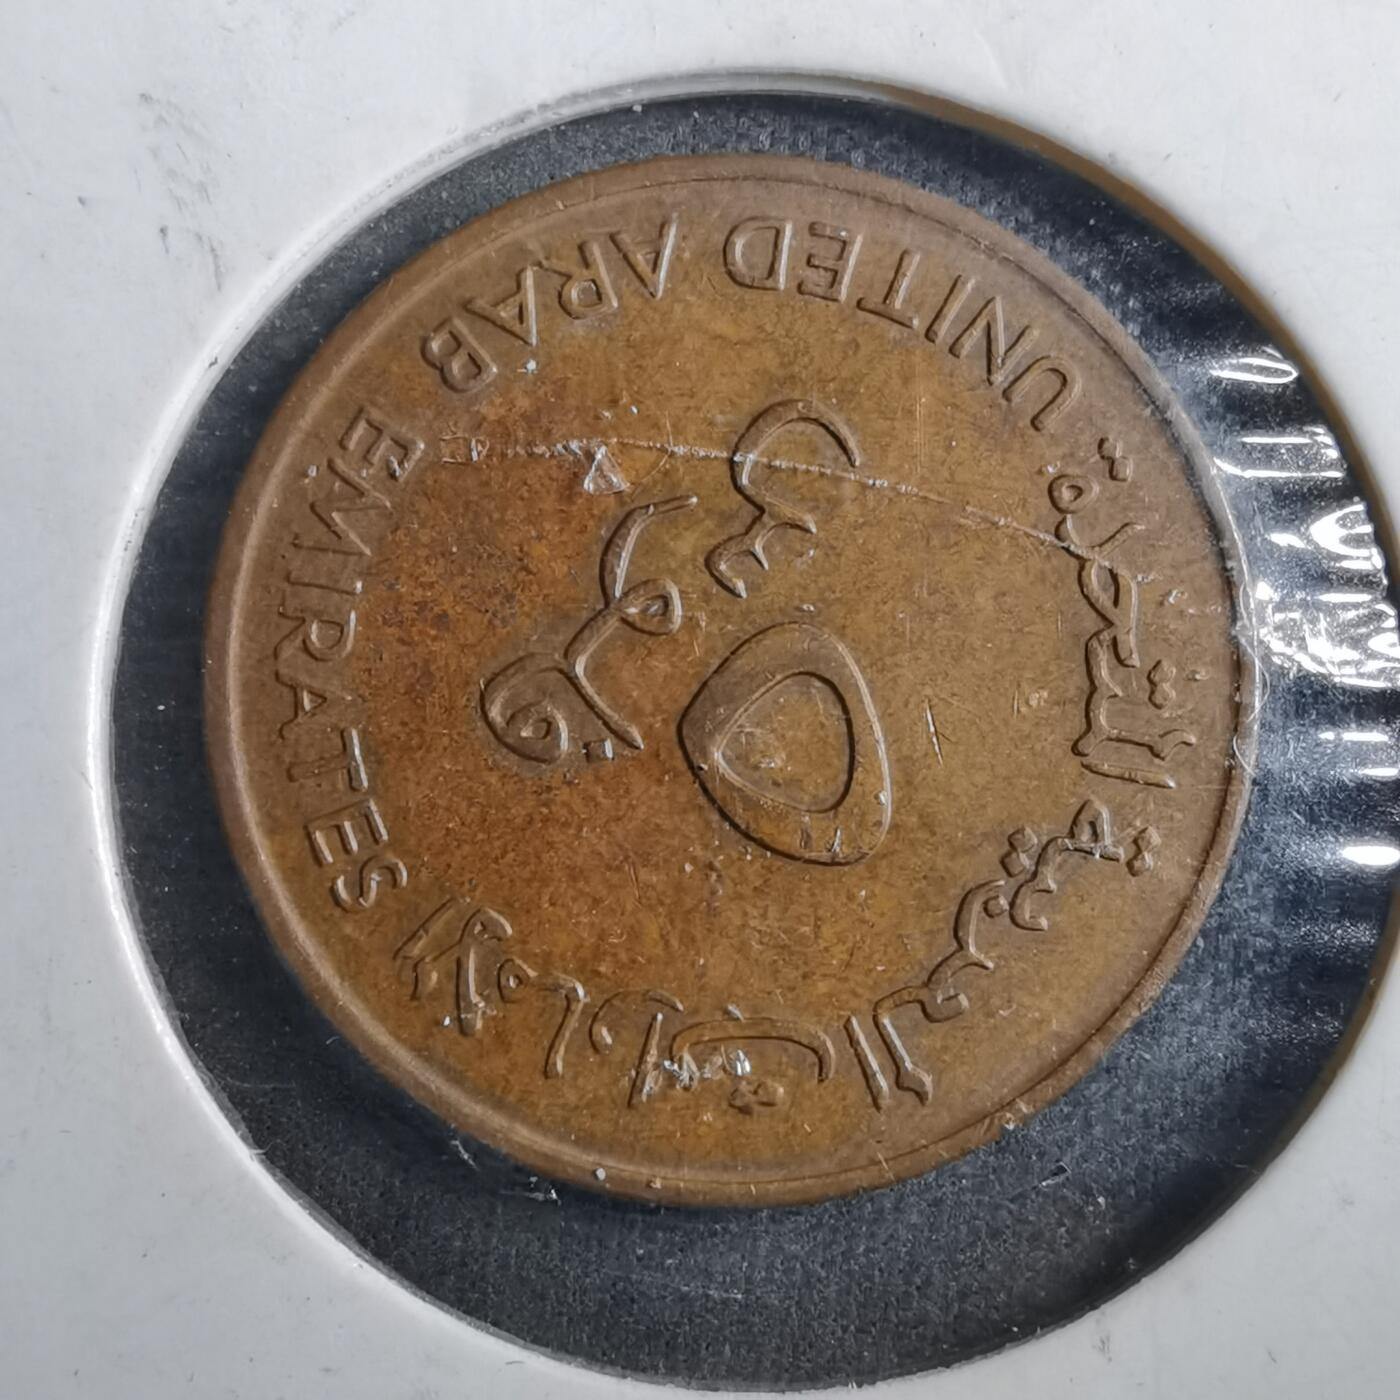 الإمارات العربية المتحدة
٥
فلوس
UNITED ARAB EMIRATES